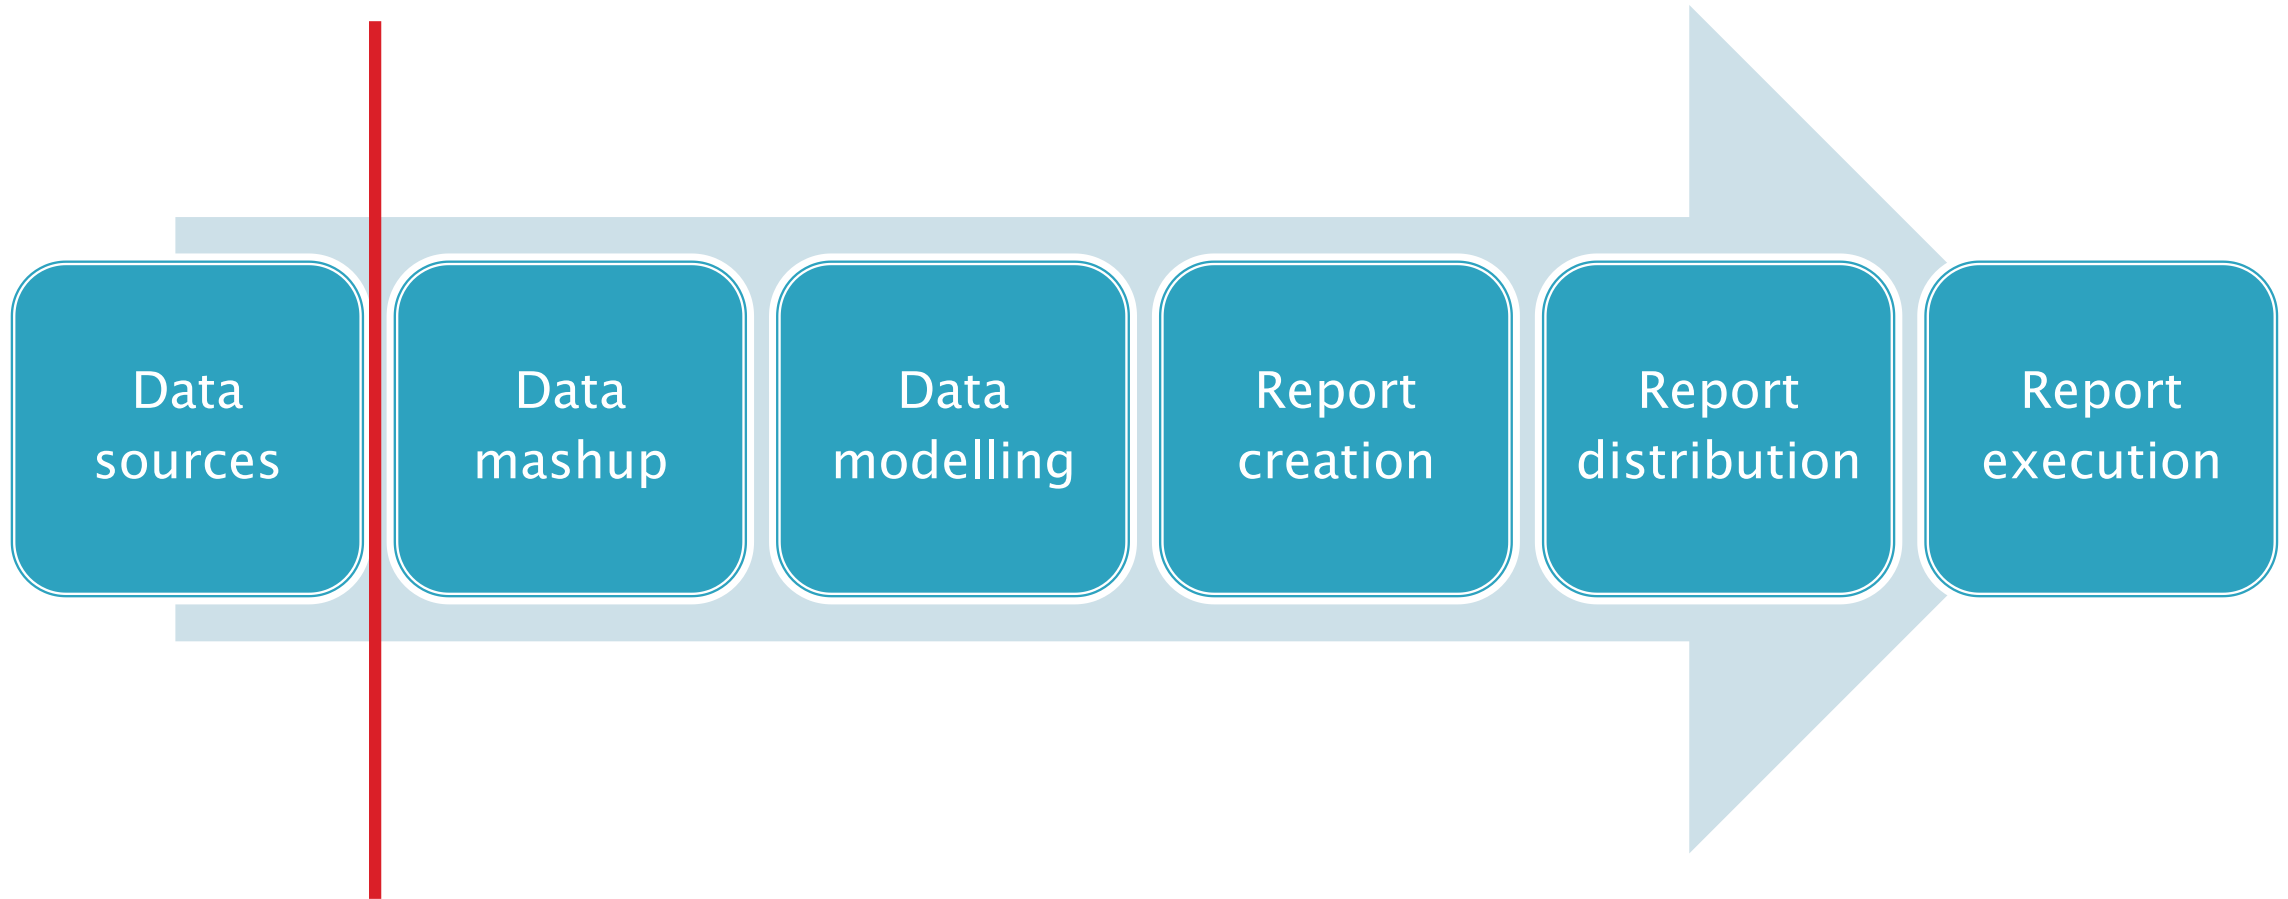 Data
sources
Data
mashup
Data
modelling
Report
creation
Report
distribution
Report
execution